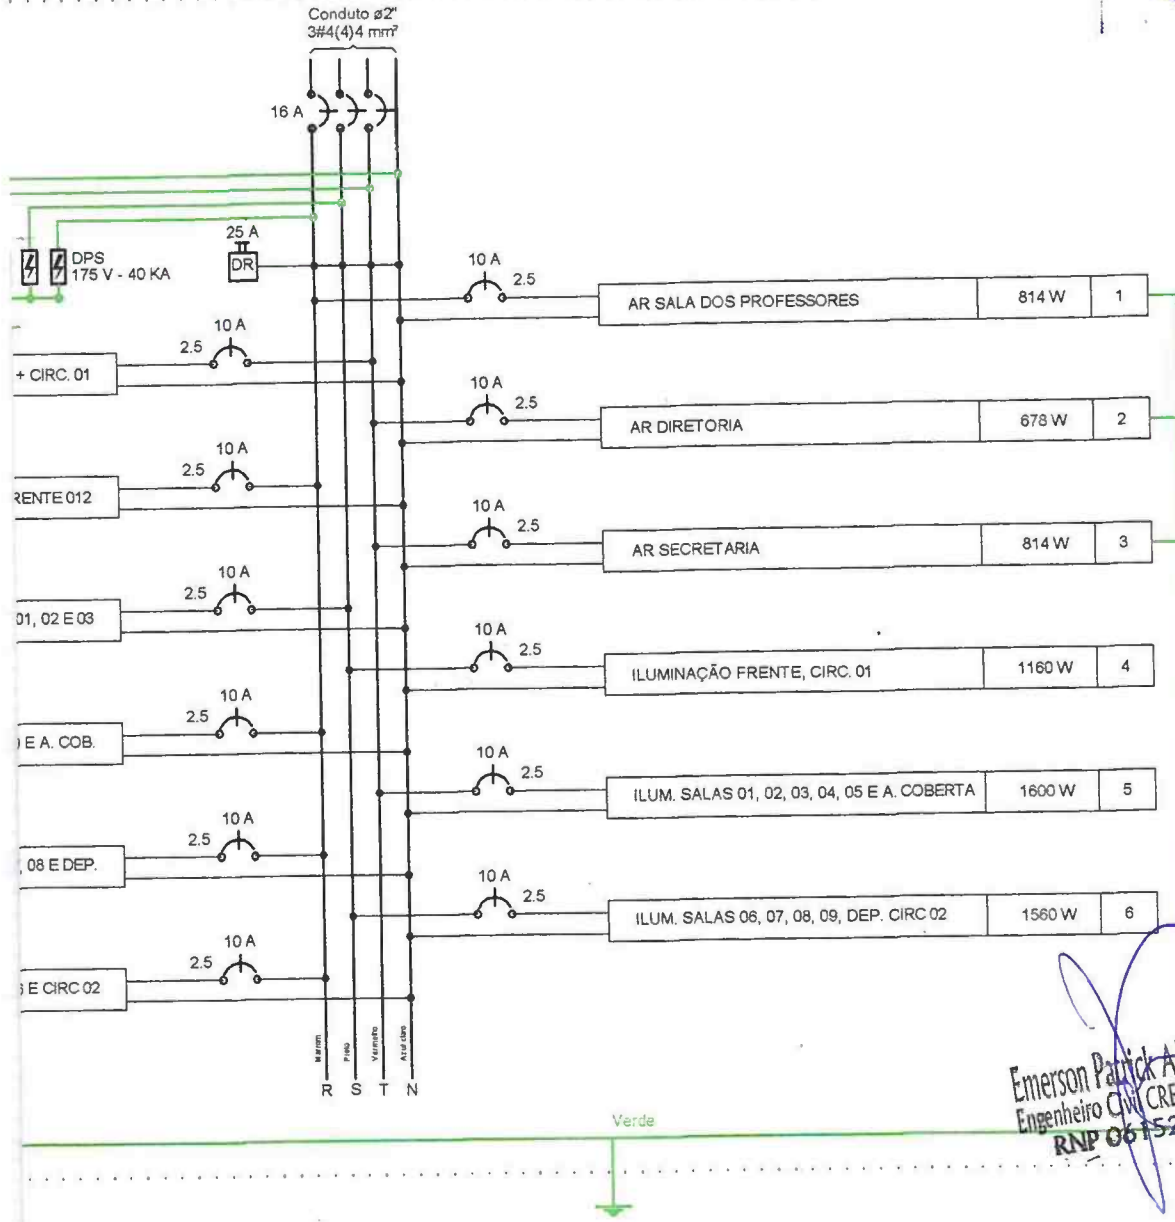 Conduto ø2"
3#4(4)4 mm²
16 A
25 A
DR
DPS
175 V - 40 KA
10 A
2.5
AR SALA DOS PROFESSORES 814 W 1
10 A
2.5
+ CIRC. 01
10 A
2.5
AR DIRETORIA 678 W 2
10 A
2.5
RENTE 012
10 A
2.5
AR SECRETARIA 814 W 3
10 A
2.5
01, 02 E 03
10 A
2.5
ILUMINAÇÃO FRENTE, CIRC. 01 1160 W 4
10 A
2.5
E A. COB.
10 A
2.5
ILUM. SALAS 01, 02, 03, 04, 05 E A. COBERTA 1600 W 5
10 A
2.5
, 08 E DEP.
10 A
2.5
ILUM. SALAS 06, 07, 08, 09, DEP. CIRC 02 1560 W 6
10 A
2.5
E CIRC 02
Marrom
Preto
Vermelho
Azul claro
R S T N
Verde
Emerson Patrick A
Engenheiro Civil CRE
RNP 06152